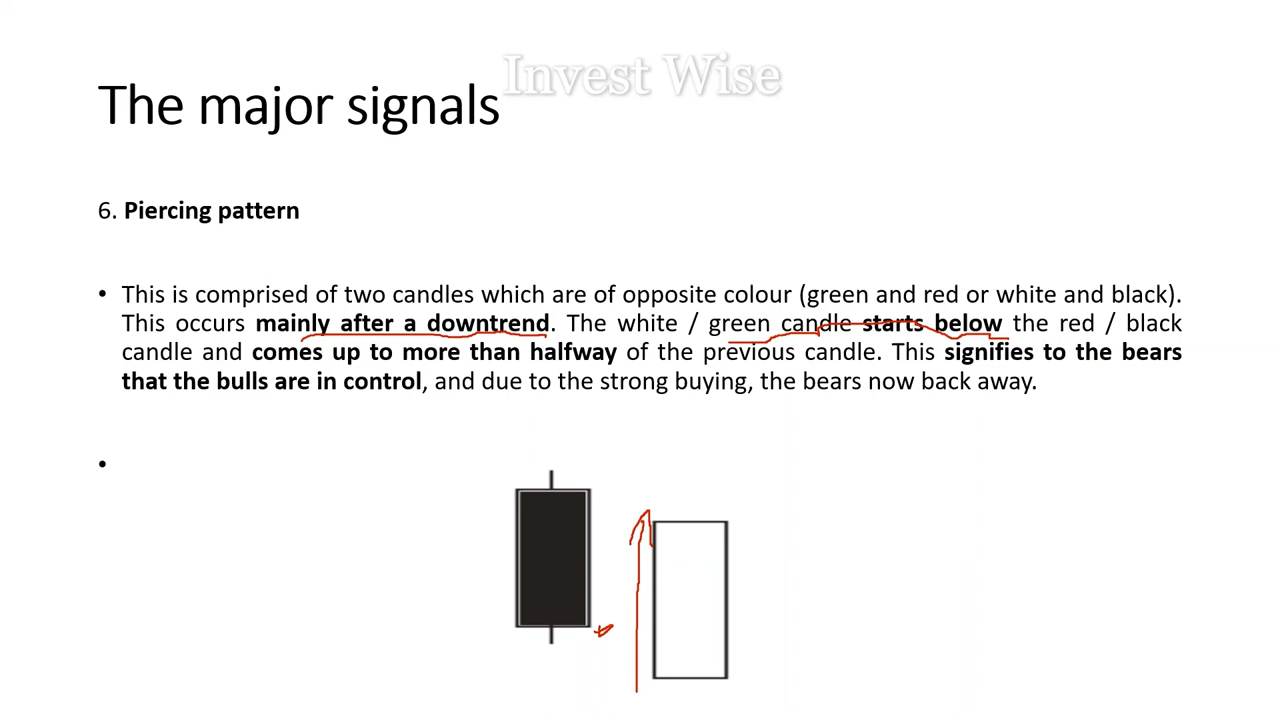 Invest Wise
The major signals
6. Piercing pattern
• This is comprised of two candles which are of opposite colour (green and red or white and black).
This occurs mainly after a downtrend. The white / green candle starts below the red / black
candle and comes up to more than halfway of the previous candle. This signifies to the bears
that the bulls are in control, and due to the strong buying, the bears now back away.
•